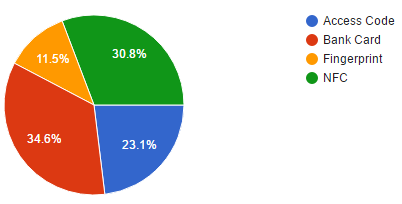 30.8%
11.5%
34.6%
23.1%
Access Code
Bank Card
Fingerprint
NFC